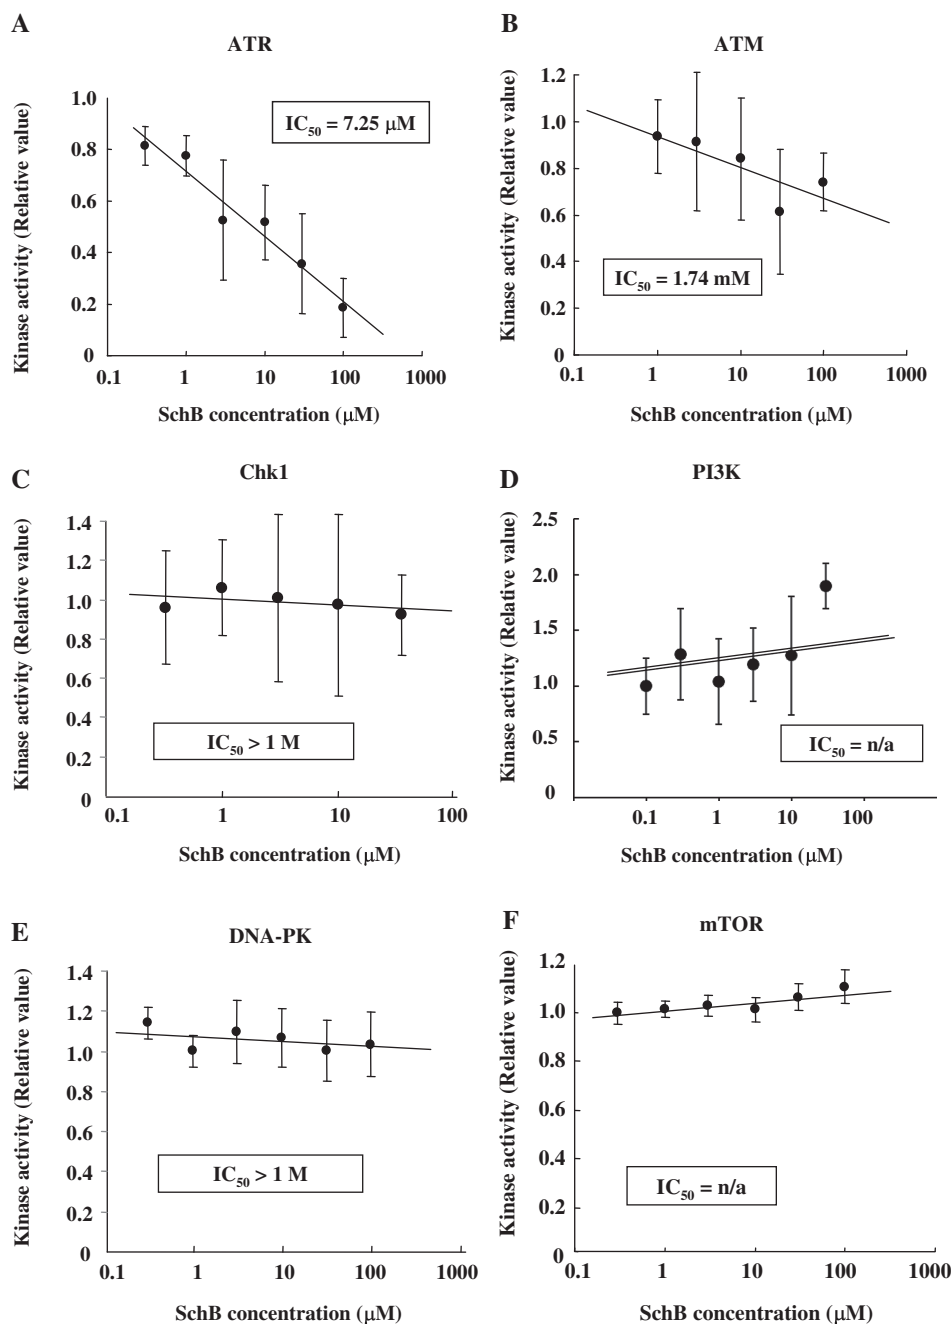 A
ATR
Kinase activity (Relative value)
1.0
0.8
0.6
0.4
0.2
0
IC50 = 7.25 μM
0.1 1 10 100 1000
SchB concentration (μM)
B
ATM
Kinase activity (Relative value)
1.2
1.0
0.8
0.6
0.4
0.2
0
IC50 = 1.74 mM
0.1 1 10 100 1000
SchB concentration (μM)
C
Chk1
Kinase activity (Relative value)
1.4
1.2
1.0
0.8
0.6
0.4
0.2
0
IC50 > 1 M
0.1 1 10 100
SchB concentration (μM)
D
PI3K
Kinase activity (Relative value)
2.5
2.0
1.5
1.0
0.5
0
IC50 = n/a
0.1 1 10 100
SchB concentration (μM)
E
DNA-PK
Kinase activity (Relative value)
1.4
1.2
1.0
0.8
0.6
0.4
0.2
0
IC50 > 1 M
0.1 1 10 100 1000
SchB concentration (μM)
F
mTOR
Kinase activity (Relative value)
1.2
1.0
0.8
0.6
0.4
0.2
0
IC50 = n/a
0.1 1 10 100 1000
SchB concentration (μM)